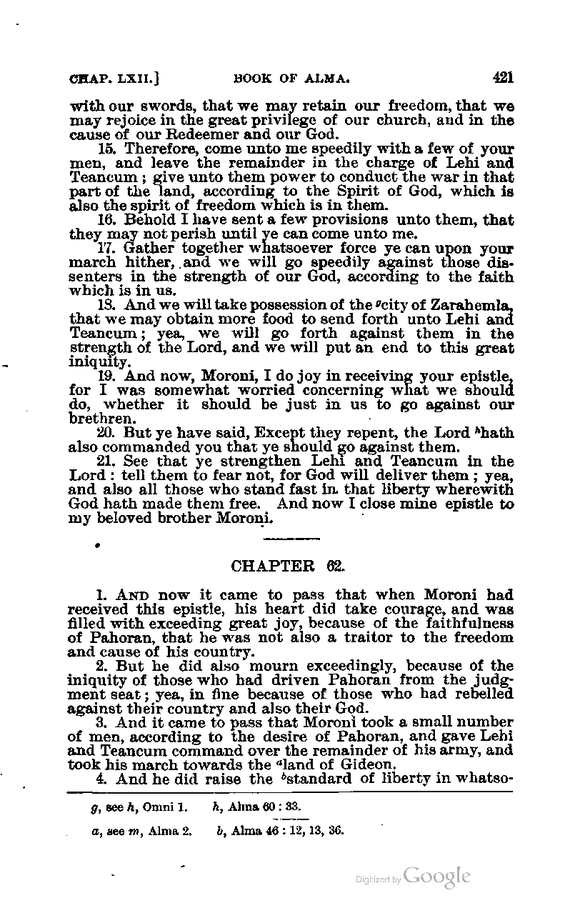 CHAP. LXII.] BOOK OF ALMA. 421
with our swords, that we may retain our freedom, that we
may rejoice in the great privilege of our church, and in the
cause of our Redeemer and our God.
15. Therefore, come unto me speedily with a few of your
men, and leave the remainder in the charge of Lehi and
Teancum; give unto them power to conduct the war in that
part of the land, according to the Spirit of God, which is
also the spirit of freedom which is in them.
16. Behold I have sent a few provisions unto them, that
they may not perish until ye can come unto me.
17. Gather together whatsoever force ye can upon your
march hither, and we will go speedily against those dis-
senters in the strength of our God, according to the faith
which is in us.
18. And we will take possession of the gcity of Zarahemla,
that we may obtain more food to send forth unto Lehi and
Teancum; yea, we will go forth against them in the
strength of the Lord, and we will put an end to this great
iniquity.
19. And now, Moroni, I do joy in receiving your epistle,
for I was somewhat worried concerning what we should
do, whether it should be just in us to go against our
brethren.
20. But ye have said, Except they repent, the Lord hhath
also commanded you that ye should go against them.
21. See that ye strengthen Lehi and Teancum in the
Lord: tell them to fear not, for God will deliver them; yea,
and also all those who stand fast in that liberty wherewith
God hath made them free. And now I close mine epistle to
my beloved brother Moroni.
CHAPTER 62.
1. AND now it came to pass that when Moroni had
received this epistle, his heart did take courage, and was
filled with exceeding great joy, because of the faithfulness
of Pahoran, that he was not also a traitor to the freedom
and cause of his country.
2. But he did also mourn exceedingly, because of the
iniquity of those who had driven Pahoran from the judg-
ment seat; yea, in fine because of those who had rebelled
against their country and also their God.
3. And it came to pass that Moroni took a small number
of men, according to the desire of Pahoran, and gave Lehi
and Teancum command over the remainder of his army, and
took his march towards the aland of Gideon.
4. And he did raise the bstandard of liberty in whatso-
g, see h, Omni 1. h, Alma 60 : 33.
a, see m, Alma 2. b, Alma 46 : 12, 13, 36.
Digitized by Google